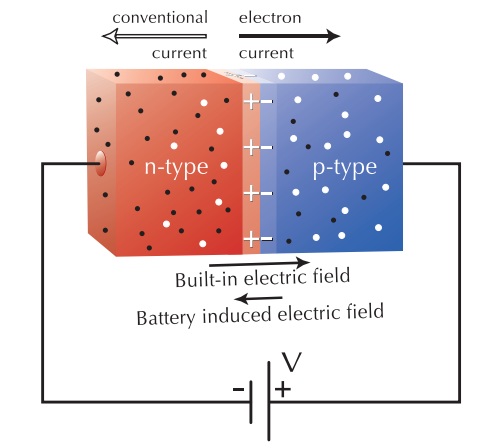 conventional
current
electron
current
+ −
+ −
n-type
p-type
+ −
+ −
Built-in electric field
Battery induced electric field
V
- +